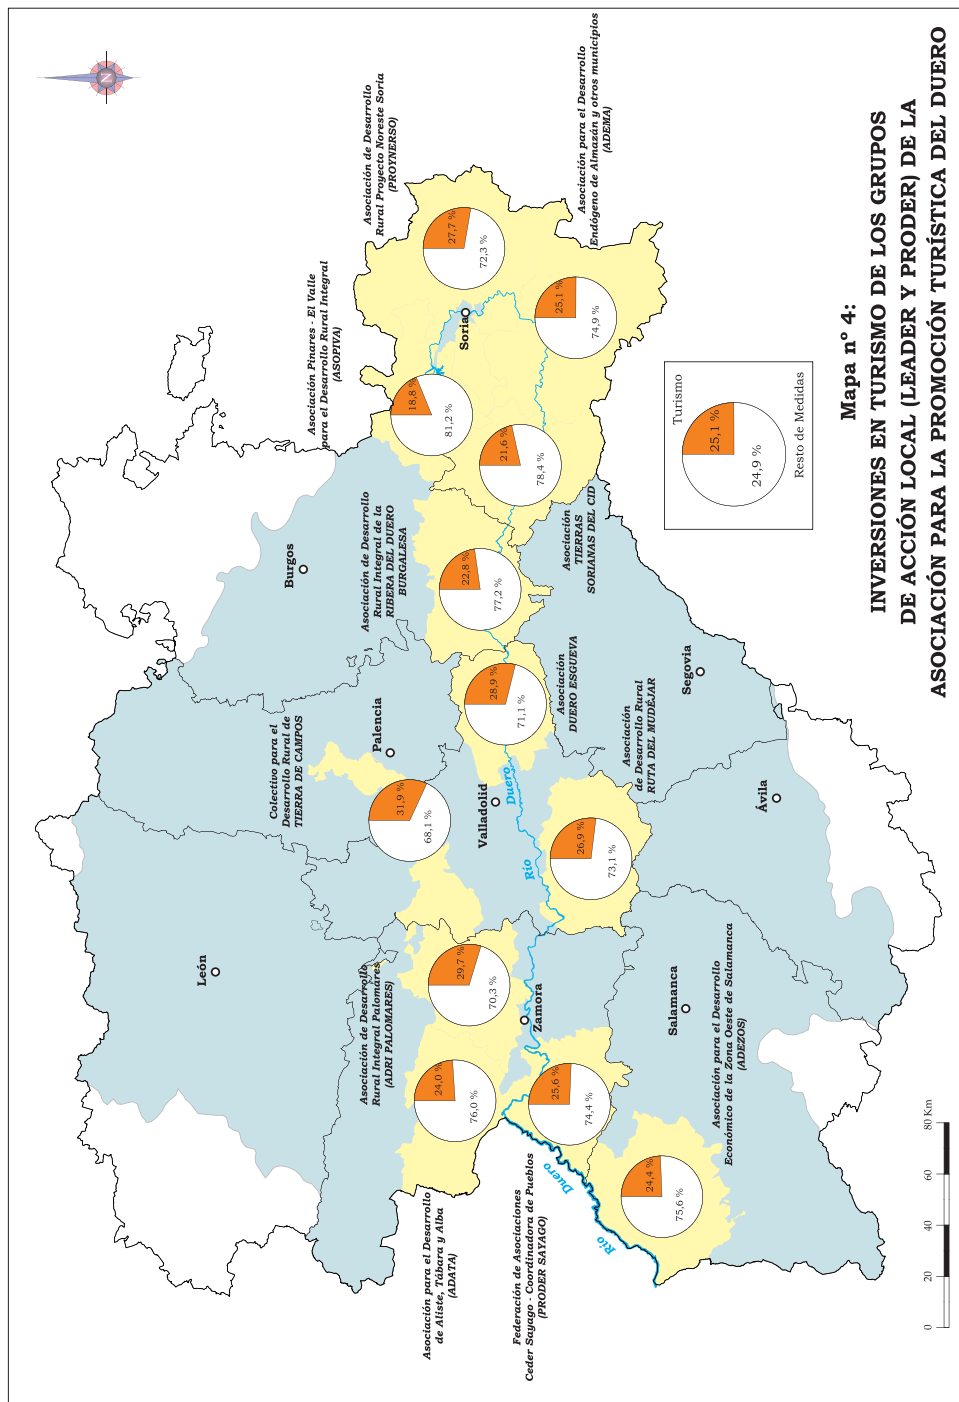 N
Asociación de Desarrollo
Rural Proyecto Noreste Soria
(PROYNERSO)
Asociación para el Desarrollo
Endógeno de Almazán y otros municipios
(ADEMA)
Asociación Pinares - El Valle
para el Desarrollo Rural Integral
(ASOPIVA)
27,7 %
72,3 %
25,1 %
74,9 %
Soria
18,8 %
81,2 %
21,6 %
78,4 %
Asociación
TIERRAS
SORIANAS DEL CID
Burgos
Asociación de Desarrollo
Rural Integral de la
RIBERA DEL DUERO
BURGALESA
22,8 %
77,2 %
Asociación
DUERO ESGUEVA
28,9 %
71,1 %
Segovia
Colectivo para el
Desarrollo Rural de
TIERRA DE CAMPOS
Palencia
31,9 %
68,1 %
Valladolid
Duero
Río
Asociación
de Desarrollo Rural
RUTA DEL MUDÉJAR
26,9 %
73,1 %
Ávila
León
Asociación de Desarrollo
Rural Integral Palomares
(ADRI PALOMARES)
29,7 %
70,3 %
Zamora
Salamanca
24,0 %
76,0 %
25,6 %
74,4 %
Asociación para el Desarrollo
Económico de la Zona Oeste de Salamanca
(ADEZOS)
24,4 %
75,6 %
Duero
Río
Asociación para el Desarrollo
de Aliste, Tábara y Alba
(ADATA)
Federación de Asociaciones
Ceder Sayago - Coordinadora de Pueblos
(PRODER SAYAGO)
Turismo
25,1 %
24,9 %
Resto de Medidas
Mapa nº 4:
INVERSIONES EN TURISMO DE LOS GRUPOS
DE ACCIÓN LOCAL (LEADER Y PRODER) DE LA
ASOCIACIÓN PARA LA PROMOCIÓN TURÍSTICA DEL DUERO
0 20 40 60 80 Km